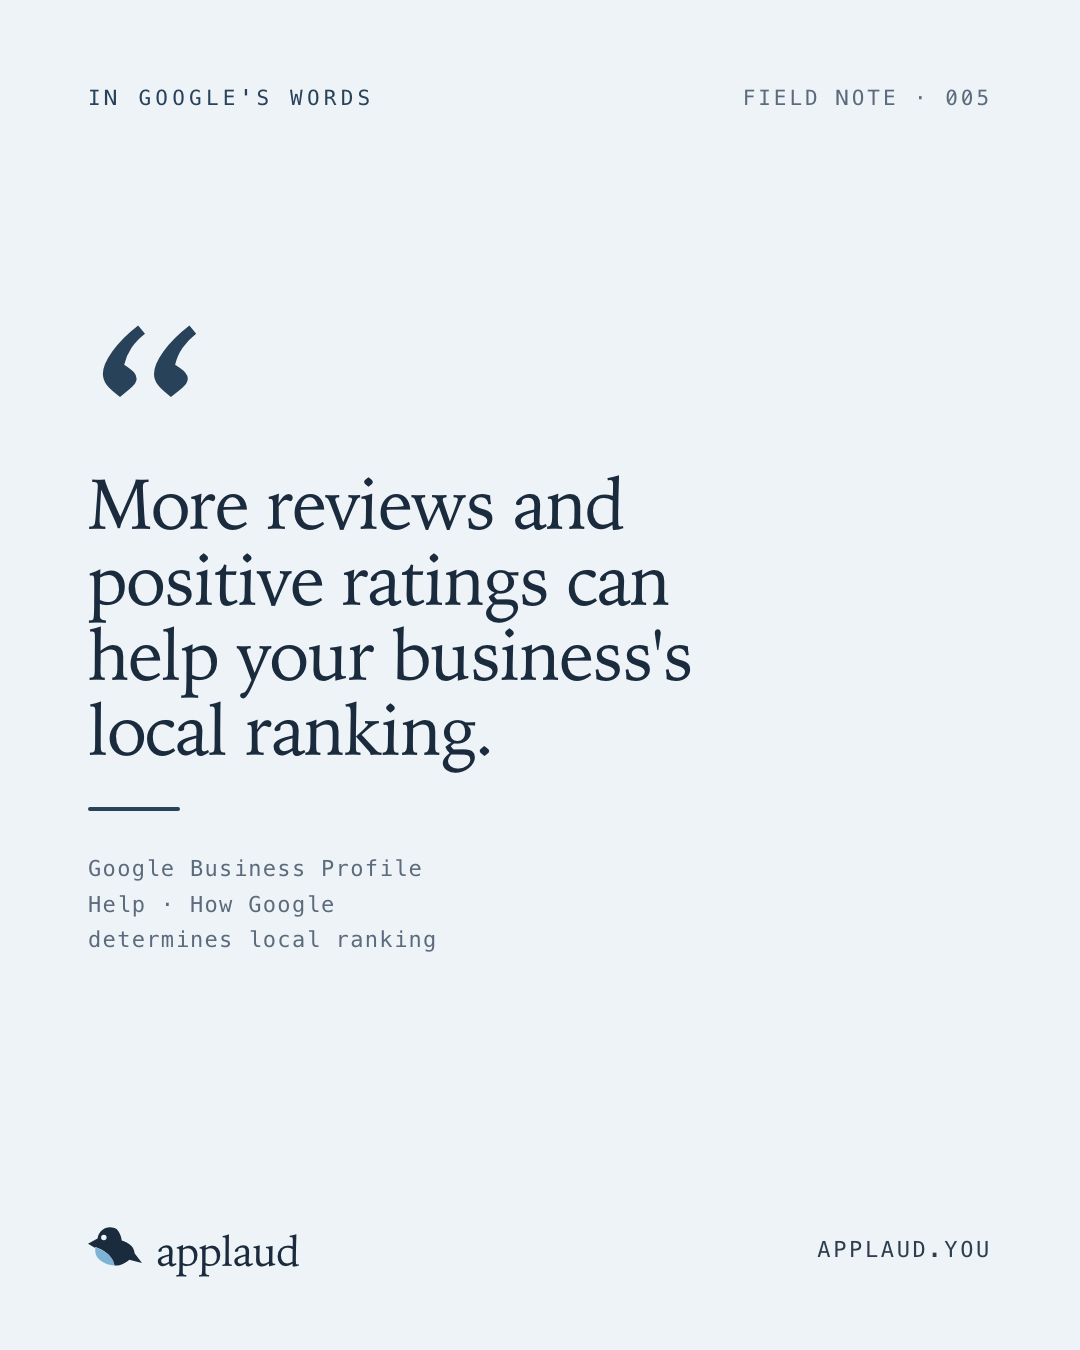 IN GOOGLE'S WORDS
FIELD NOTE · 005
“
More reviews and
positive ratings can
help your business's
local ranking.
Google Business Profile
Help · How Google
determines local ranking
applaud
APPLAUD.YOU